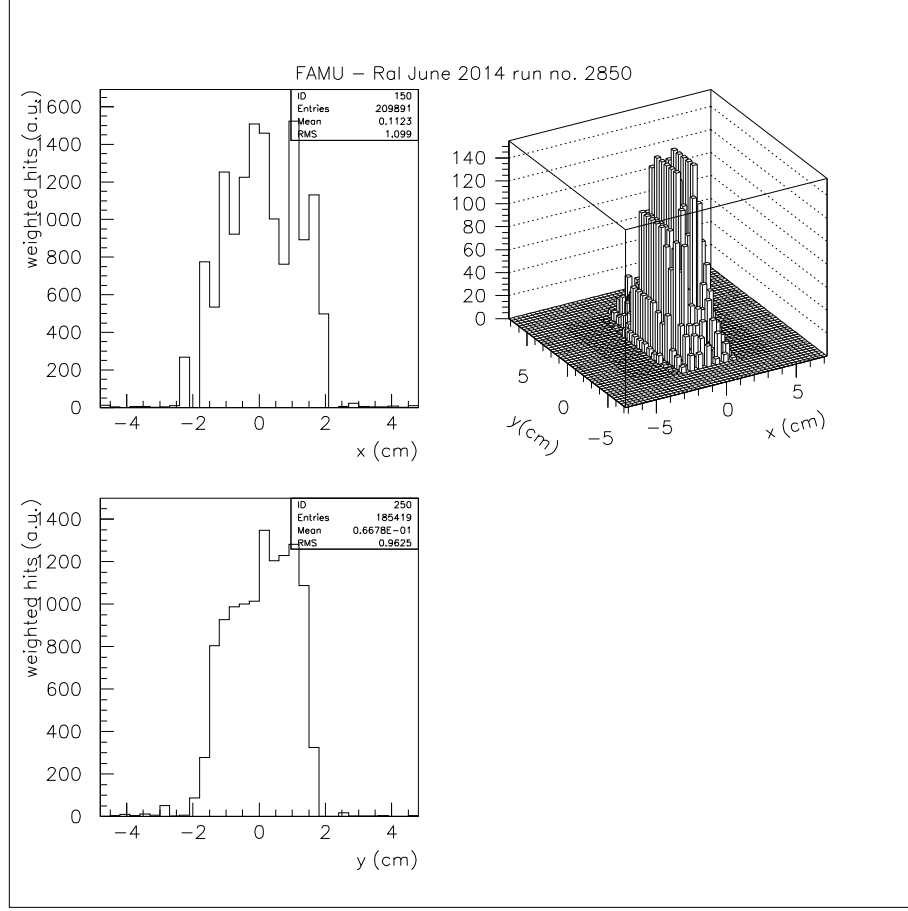 FAMU – Ral June 2014 run no. 2850
weighted hits (a.u.)
1600
1400
1200
1000
800
600
400
200
0
−4 −2 0 2 4
x (cm)
ID 150
Entries 209891
Mean 0.1123
RMS 1.099
140
120
100
80
60
40
20
0
5 0 −5
y(cm)
−5 0 5
x (cm)
weighted hits (a.u.)
1400
1200
1000
800
600
400
200
0
−4 −2 0 2 4
y (cm)
ID 250
Entries 185419
Mean 0.6678E−01
RMS 0.9625